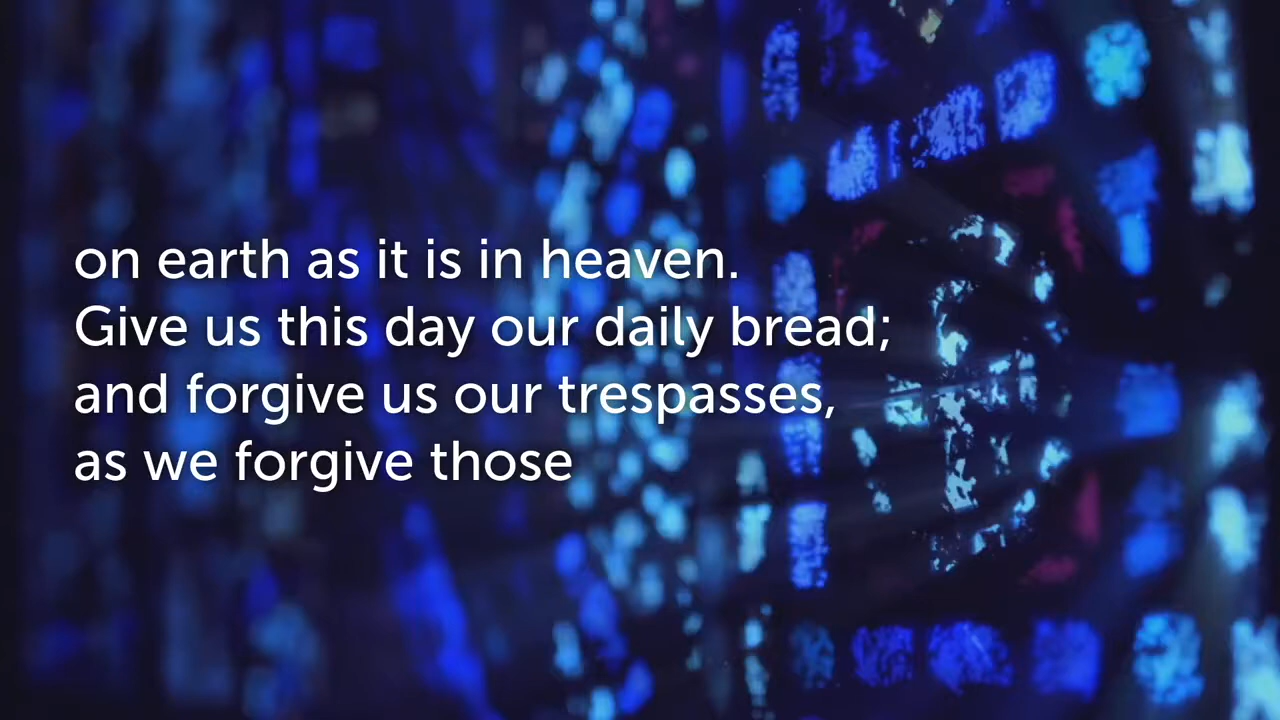 on earth as it is in heaven.
Give us this day our daily bread;
and forgive us our trespasses,
as we forgive those